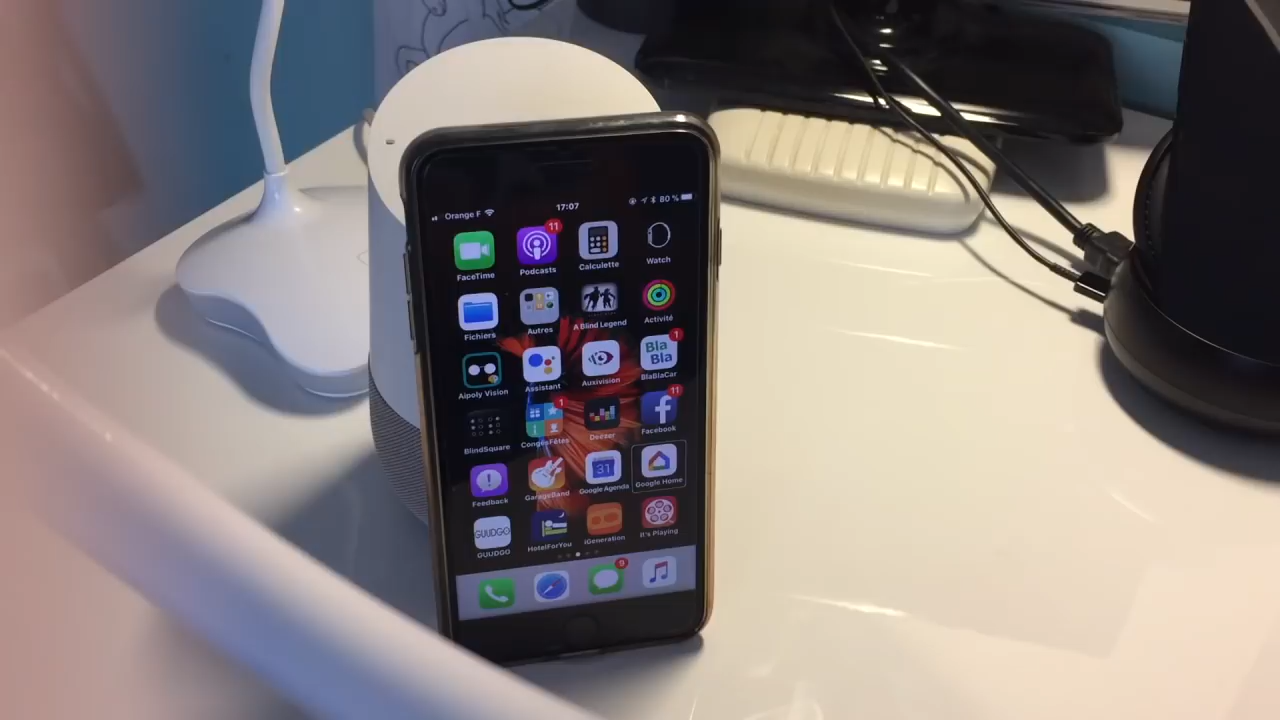 Orange F 17:07 80 %
11
FaceTime Podcasts Calculette Watch
Fichiers Autres A Blind Legend Activité
Bla
Bla
1
Aipoly Vision Assistant Auxivision BlaBlaCar
1 11
BlindSquare CongésFêtes Deezer Facebook
31
Feedback GarageBand Google Agenda Google Home
GUUDGO
GUUDGO HotelForYou iGeneration It's Playing
9